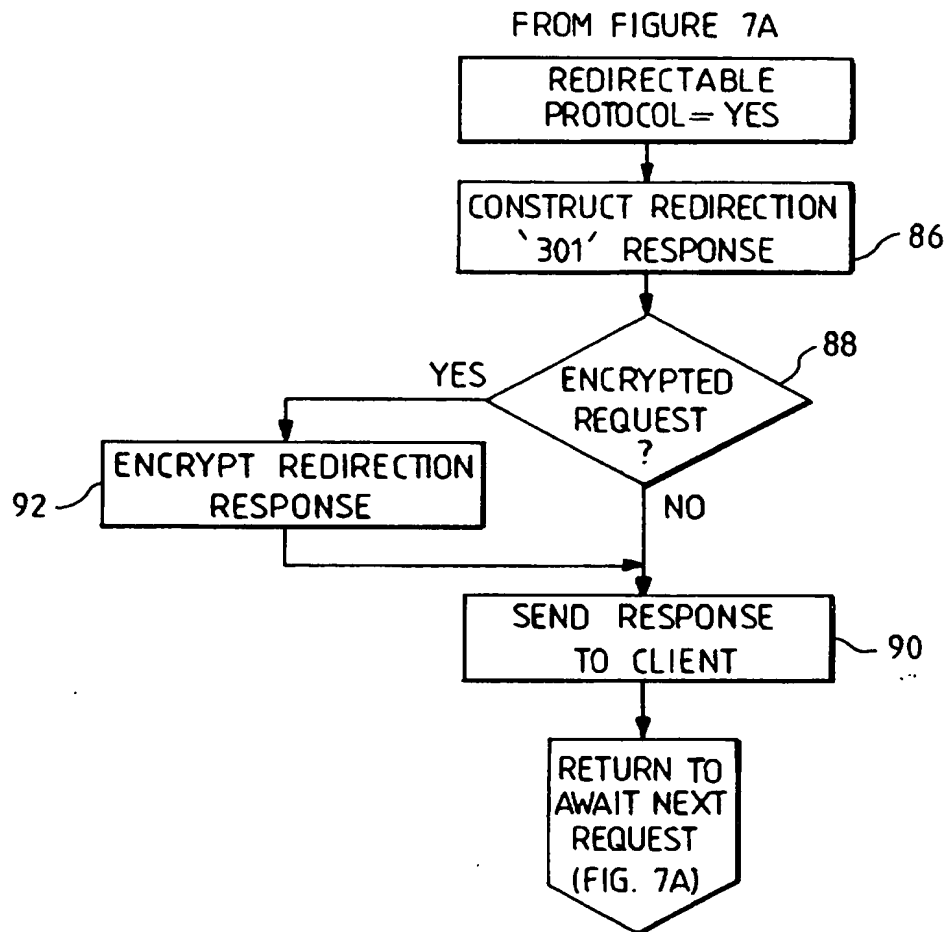 FROM FIGURE 7A
REDIRECTABLE
PROTOCOL = YES
CONSTRUCT REDIRECTION
'301' RESPONSE
86
88
YES
ENCRYPTED
REQUEST
?
ENCRYPT REDIRECTION
RESPONSE
92
NO
SEND RESPONSE
TO CLIENT
90
RETURN TO
AWAIT NEXT
REQUEST
(FIG. 7A)